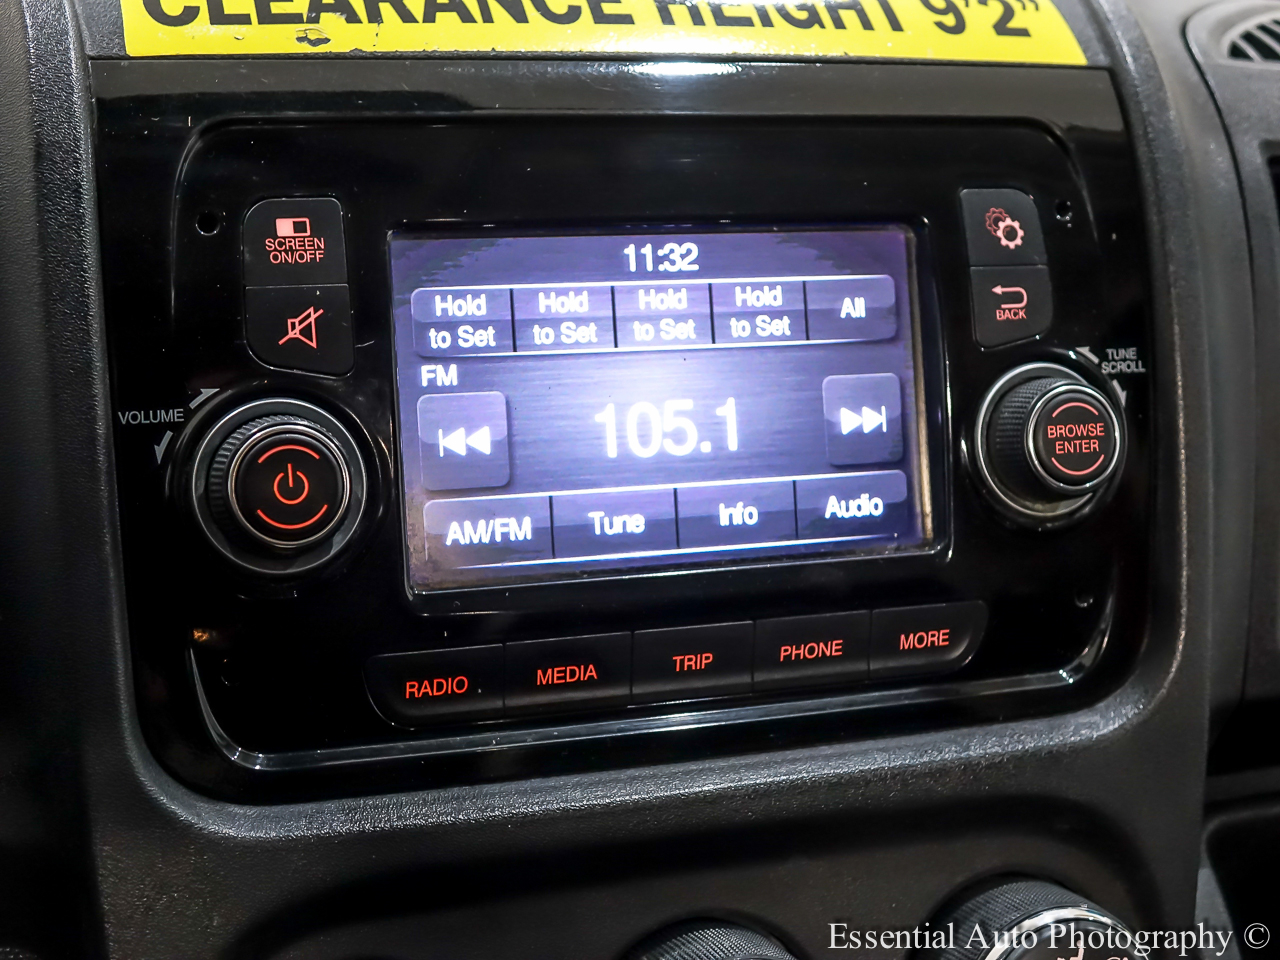 CLEARANCE HEIGHT 9'2"
SCREEN
ON/OFF
BACK
VOLUME
TUNE
SCROLL
BROWSE
ENTER
11:32
Hold
to Set
Hold
to Set
Hold
to Set
Hold
to Set
All
FM
105.1
AM/FM
Tune
Info
Audio
RADIO
MEDIA
TRIP
PHONE
MORE
Essential Auto Photography ©